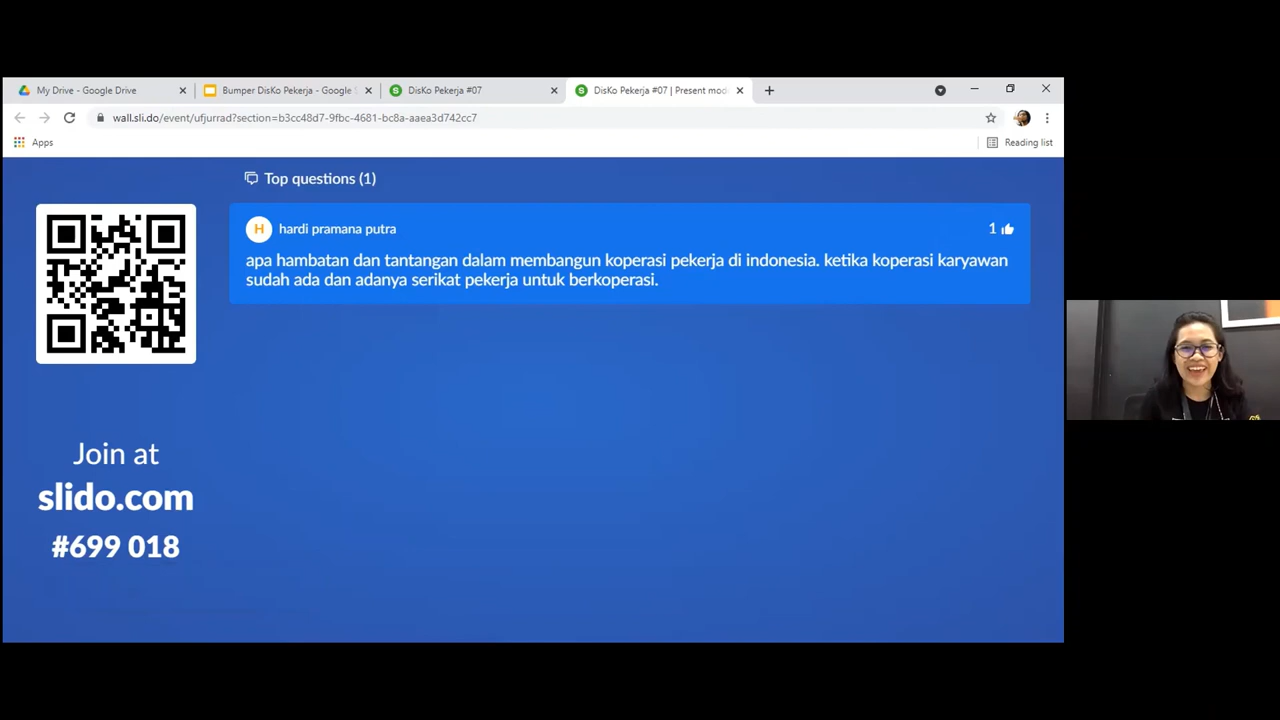 My Drive - Google Drive
Bumper DisKo Pekerja - Google
DisKo Pekerja #07
DisKo Pekerja #07 | Present mod
wall.sli.do/event/ufjurrad?section=b3cc48d7-9fbc-4681-bc8a-aaea3d742cc7
Apps
Reading list
Top questions (1)
H
hardi pramana putra
1
apa hambatan dan tantangan dalam membangun koperasi pekerja di indonesia. ketika koperasi karyawan
sudah ada dan adanya serikat pekerja untuk berkoperasi.
Join at
slido.com
#699 018